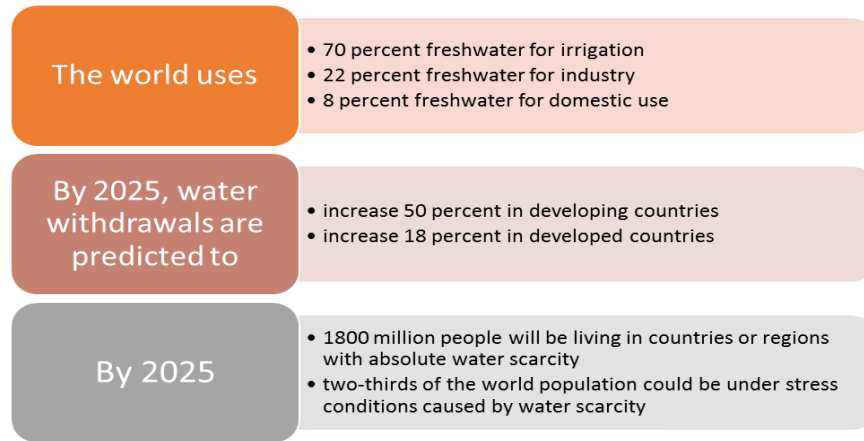 The world uses
• 70 percent freshwater for irrigation
• 22 percent freshwater for industry
• 8 percent freshwater for domestic use
By 2025, water
withdrawals are
predicted to
• increase 50 percent in developing countries
• increase 18 percent in developed countries
By 2025
• 1800 million people will be living in countries or regions
with absolute water scarcity
• two-thirds of the world population could be under stress
conditions caused by water scarcity